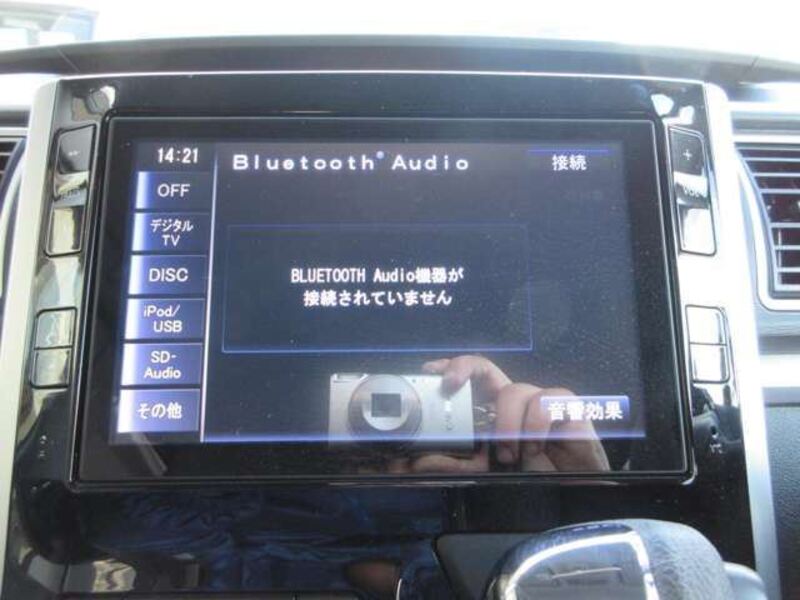 14:21
Bluetooth® Audio
接続
OFF
デジタル
TV
DISC
iPod/
USB
SD-
Audio
その他
BLUETOOTH Audio機器が
接続されていません
音響効果